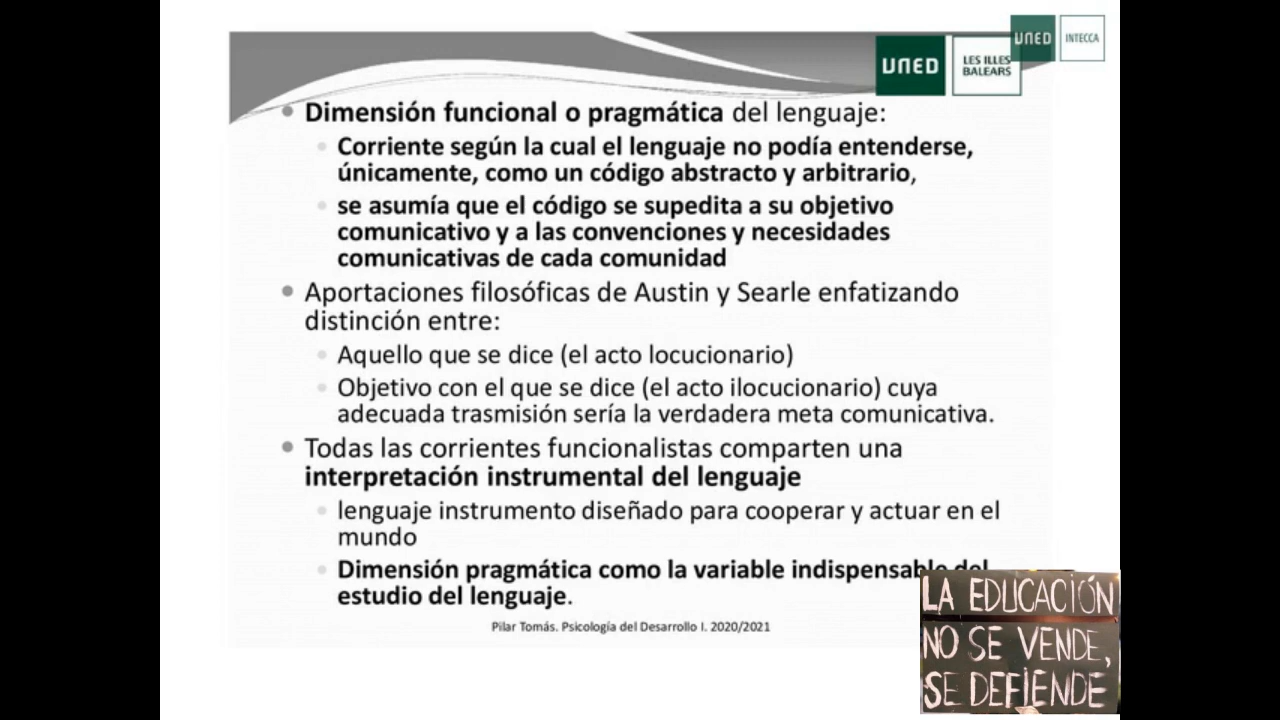 UNED
INTECCA
UNED
LES ILLES
BALEARS
• Dimensión funcional o pragmática del lenguaje:
• Corriente según la cual el lenguaje no podía entenderse,
únicamente, como un código abstracto y arbitrario,
• se asumía que el código se supedita a su objetivo
comunicativo y a las convenciones y necesidades
comunicativas de cada comunidad
• Aportaciones filosóficas de Austin y Searle enfatizando
distinción entre:
• Aquello que se dice (el acto locucionario)
• Objetivo con el que se dice (el acto ilocucionario) cuya
adecuada trasmisión sería la verdadera meta comunicativa.
• Todas las corrientes funcionalistas comparten una
interpretación instrumental del lenguaje
• lenguaje instrumento diseñado para cooperar y actuar en el
mundo
• Dimensión pragmática como la variable indispensable del
estudio del lenguaje.
Pilar Tomás. Psicología del Desarrollo I. 2020/2021
LA EDUCACIÓN
NO SE VENDE,
SE DEFIENDE